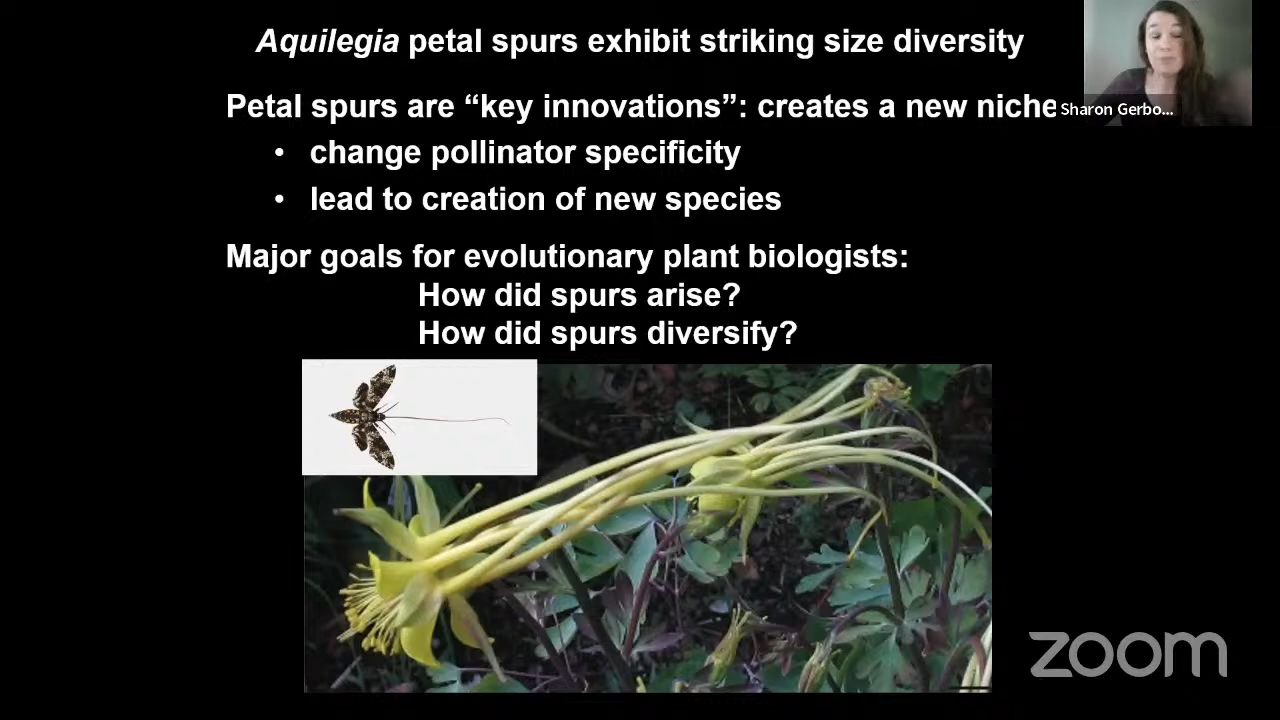 Aquilegia petal spurs exhibit striking size diversity
Petal spurs are “key innovations”: creates a new niche
Sharon Gerbo...
• change pollinator specificity
• lead to creation of new species
Major goals for evolutionary plant biologists:
How did spurs arise?
How did spurs diversify?
zoom